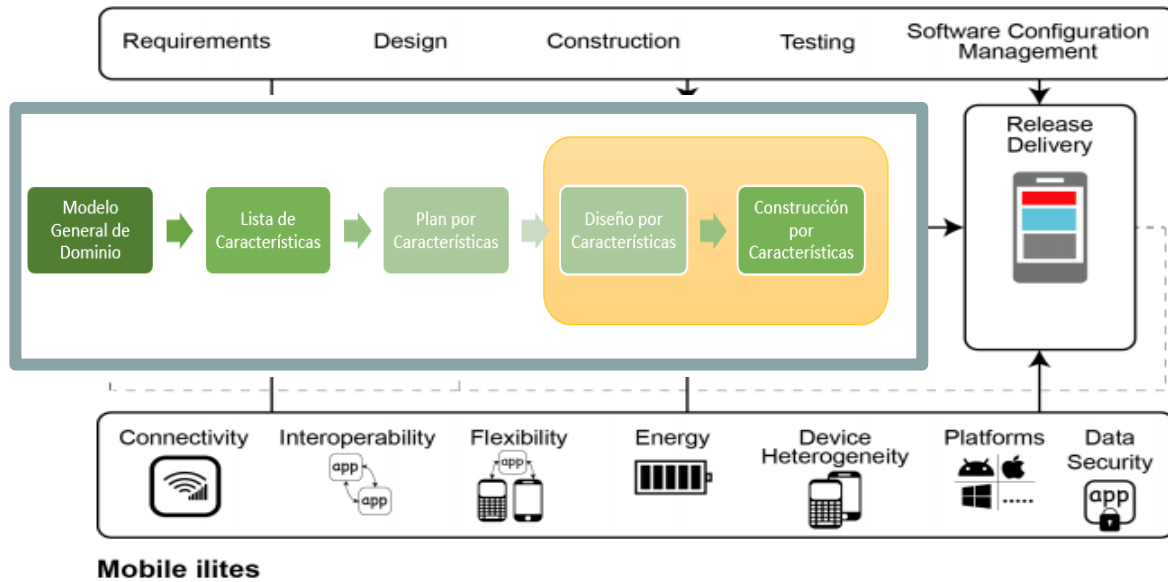 Requirements
Design
Construction
Testing
Software Configuration
Management
Release
Delivery
Modelo
General de
Dominio
Lista de
Características
Plan por
Características
Diseño por
Características
Construcción
por
Características
Connectivity
Interoperability
app
app
Flexibility
app
Energy
Device
Heterogeneity
Platforms
Data
Security
app
Mobile ilites